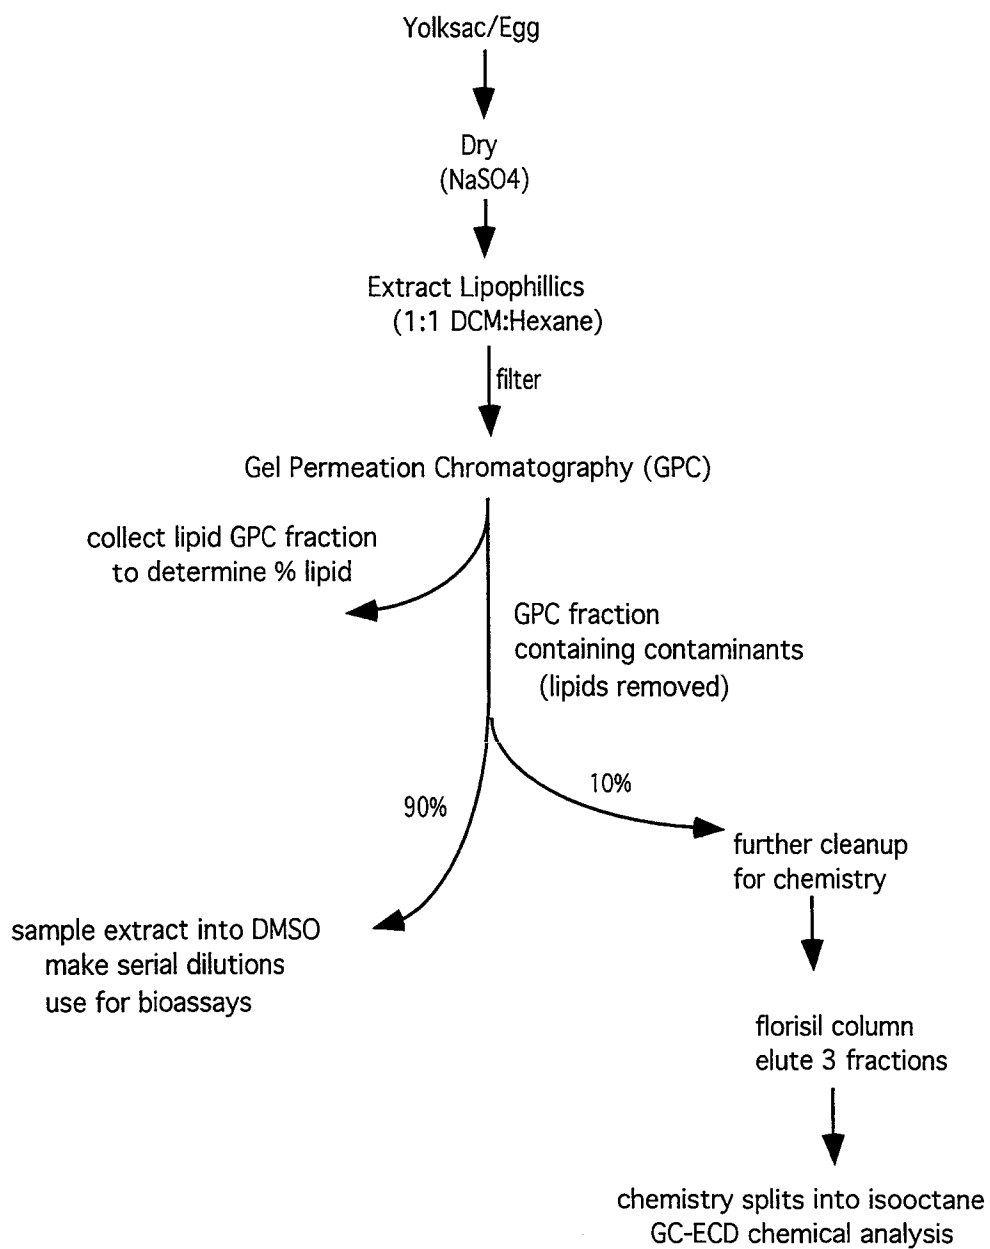 Yolksac/Egg
Dry
(NaSO4)
Extract Lipophillics
(1:1 DCM:Hexane)
filter
Gel Permeation Chromatography (GPC)
collect lipid GPC fraction
to determine % lipid
GPC fraction
containing contaminants
(lipids removed)
10%
90%
further cleanup
for chemistry
sample extract into DMSO
make serial dilutions
use for bioassays
florisil column
elute 3 fractions
chemistry splits into isooctane
GC-ECD chemical analysis